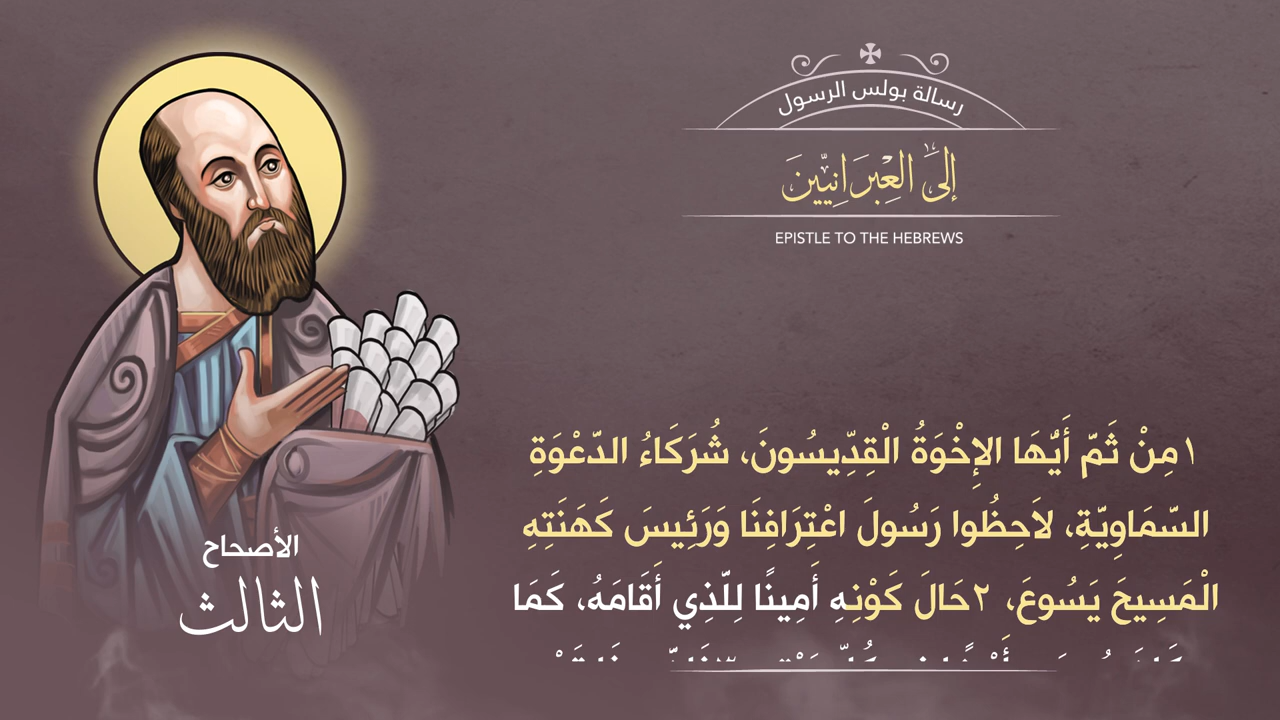 رسالة بولس الرسول
إِلَى العِبرَانِيِّينَ
EPISTLE TO THE HEBREWS
١مِنْ ثَمّ أَيُّهَا الإِخْوَةُ الْقِدِّيسُونَ، شُرَكَاءُ الدّعْوَةِ
السّمَاوِيّةِ، لاَحِظُوا رَسُولَ اعْتِرَافِنَا وَرَئِيسَ كَهَنَتِهِ
الْمَسِيحَ يَسُوعَ، ٢حَالَ كَوْنِهِ أَمِينًا لِلّذِي أَقَامَهُ، كَمَا
الأصحاح
الثالث